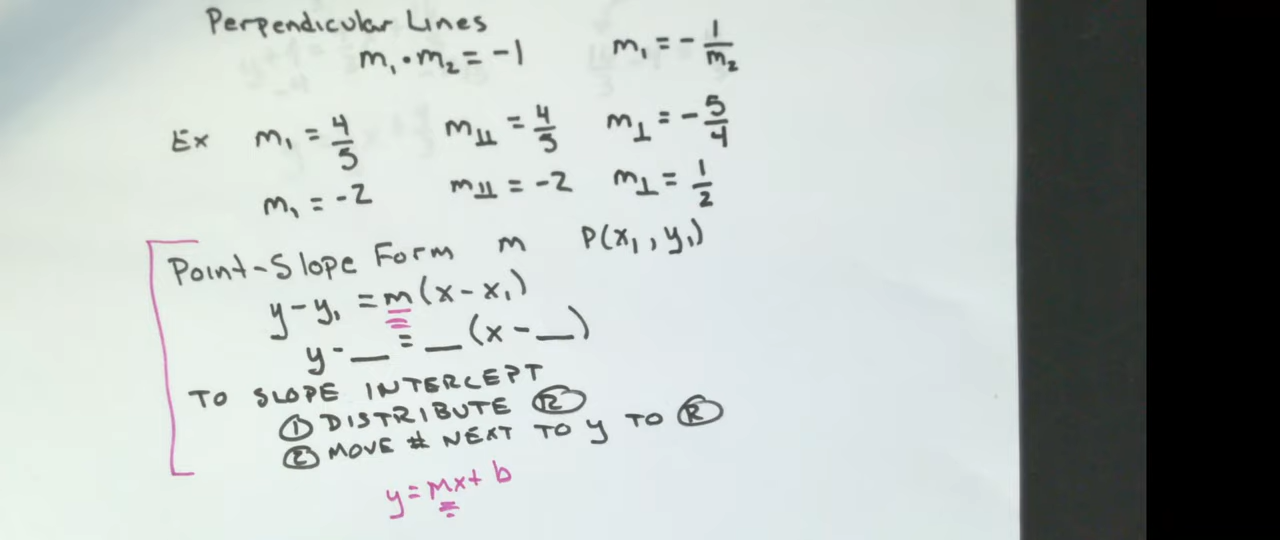 Perpendicular Lines
m₁•m₂ = -1 m₁ = -1/m₂
Ex m₁ = 4/5 m∥ = 4/5 m⊥ = -5/4
m₁ = -2 m∥ = -2 m⊥ = 1/2
Point-Slope Form m P(x₁, y₁)
y-y₁ = m(x-x₁)
y-__ = __(x-__)
TO SLOPE INTERCEPT
① DISTRIBUTE Ⓡ
② MOVE # NEXT TO y TO Ⓡ
y = mx + b